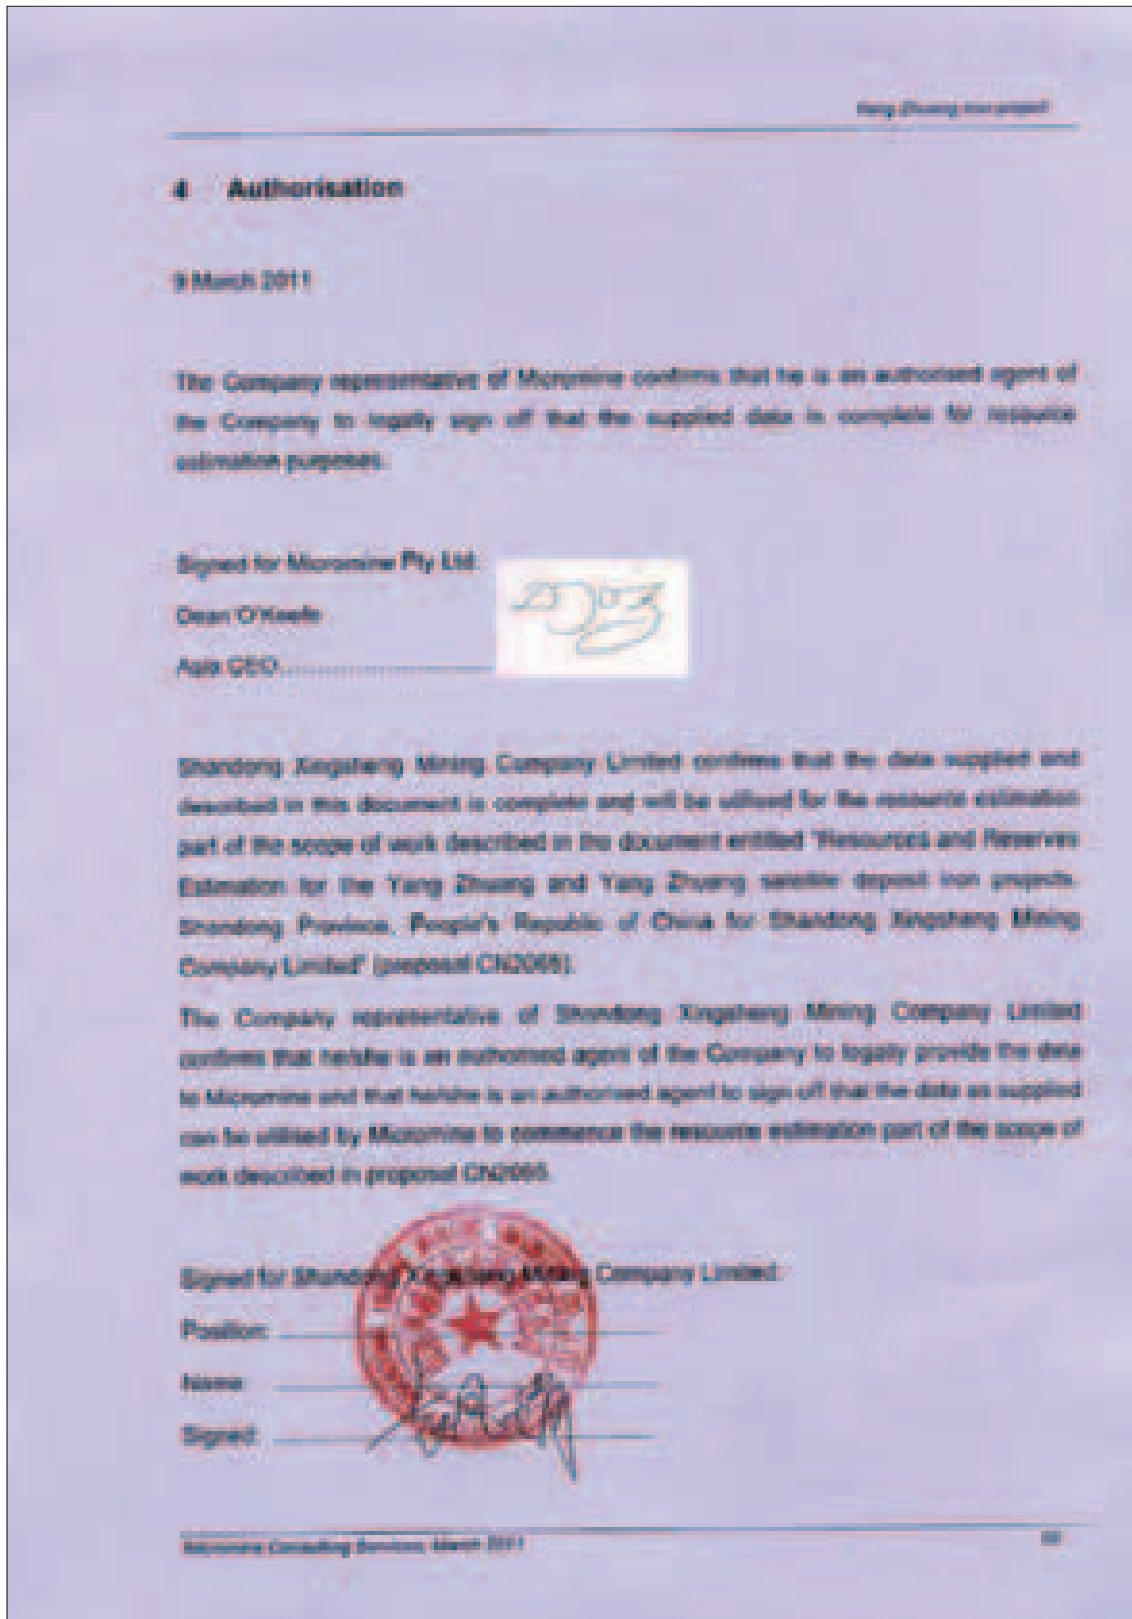 Yang Zhuang iron project
4 Authorisation
9 March 2011
The Company representative of Micromine confirms that he is an authorised agent of
the Company to legally sign off that the supplied data is complete for resource
estimation purposes.
Signed for Micromine Pty Ltd
Dean O'Keefe
Asia CEO
Shandong Xingsheng Mining Company Limited confirms that the data supplied and
described in this document is complete and will be utilised for the resource estimation
part of the scope of work described in the document entitled "Resources and Reserves
Estimation for the Yang Zhuang and Yang Zhuang satellite deposit iron projects,
Shandong Province, People's Republic of China for Shandong Xingsheng Mining
Company Limited" (proposal
The Company representative of Shandong Xingsheng Mining Company Limited
confirms that he/she is an authorised agent of the Company to legally provide the data
to Micromine and that he/she is an authorised agent to sign off that the data as supplied
can be utilised by Micromine to commence the resource estimation part of the scope of
work described in proposal
Signed for Shandong Xingsheng Mining Company Limited
Position
Name
Signed
Micromine Consulting Services, March 2011